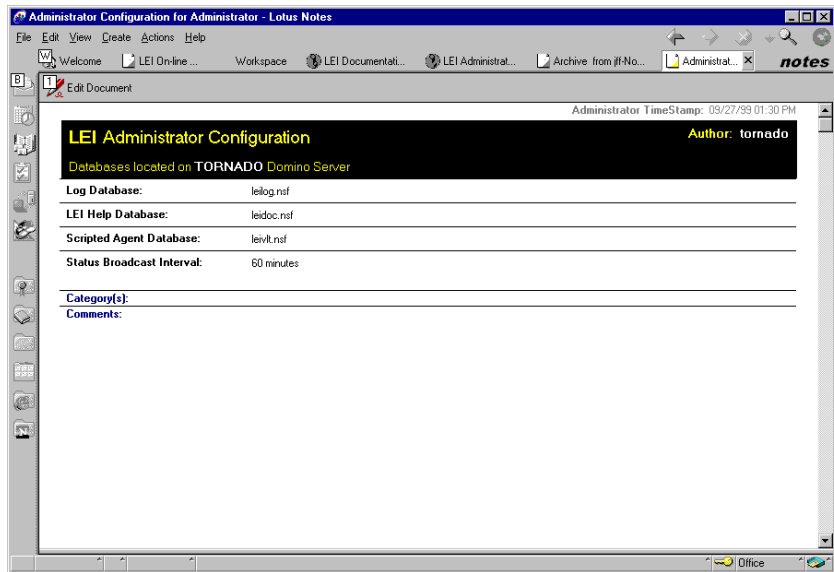 Administrator Configuration for Administrator - Lotus Notes
File Edit View Create Actions Help
W Welcome LEI On-line ... Workspace LEI Documentati... LEI Administrat... Archive from jff-No... Administrat... notes
B 1 Edit Document
Administrator TimeStamp: 09/27/99 01:30 PM
LEI Administrator Configuration Author: tornado
Databases located on TORNADO Domino Server
Log Database: leilog.nsf
LEI Help Database: leidoc.nsf
Scripted Agent Database: leivlt.nsf
Status Broadcast Interval: 60 minutes
Category(s):
Comments:
N
Office